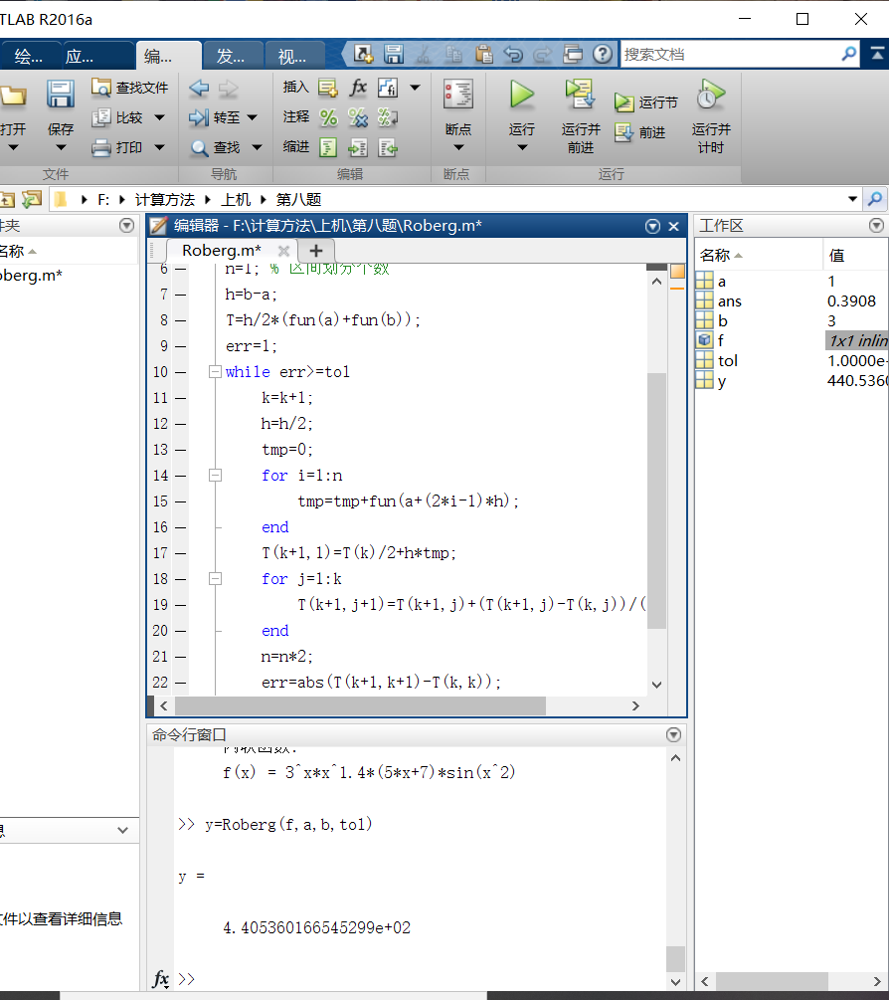 TLAB R2016a
绘... 应... 编... 发... 视... 搜索文档
打开 保存 查找文件 比较 打印 文件
转至 查找 导航
插入 fx 注释 缩进 编辑
断点 断点
运行 运行并前进 运行节 前进 运行并计时 运行
F: 计算方法 上机 第八题
件夹
名称
oberg.m*
编辑器 - F:\计算方法\上机\第八题\Roberg.m*
Roberg.m*
6 n=1; % 区间划分个数
7 h=b-a;
8 T=h/2*(fun(a)+fun(b));
9 err=1;
10 while err>=tol
11 k=k+1;
12 h=h/2;
13 tmp=0;
14 for i=1:n
15 tmp=tmp+fun(a+(2*i-1)*h);
16 end
17 T(k+1,1)=T(k)/2+h*tmp;
18 for j=1:k
19 T(k+1,j+1)=T(k+1,j)+(T(k+1,j)-T(k,j))/(
20 end
21 n=n*2;
22 err=abs(T(k+1,k+1)-T(k,k));
工作区
名称 值
a 1
ans 0.3908
b 3
f 1x1 inlin
tol 1.0000e-
y 440.5360
命令行窗口
内联函数:
f(x) = 3^x*x^1.4*(5*x+7)*sin(x^2)
>> y=Roberg(f,a,b,tol)
y =
4.405360166545299e+02
fx >>
息
文件以查看详细信息